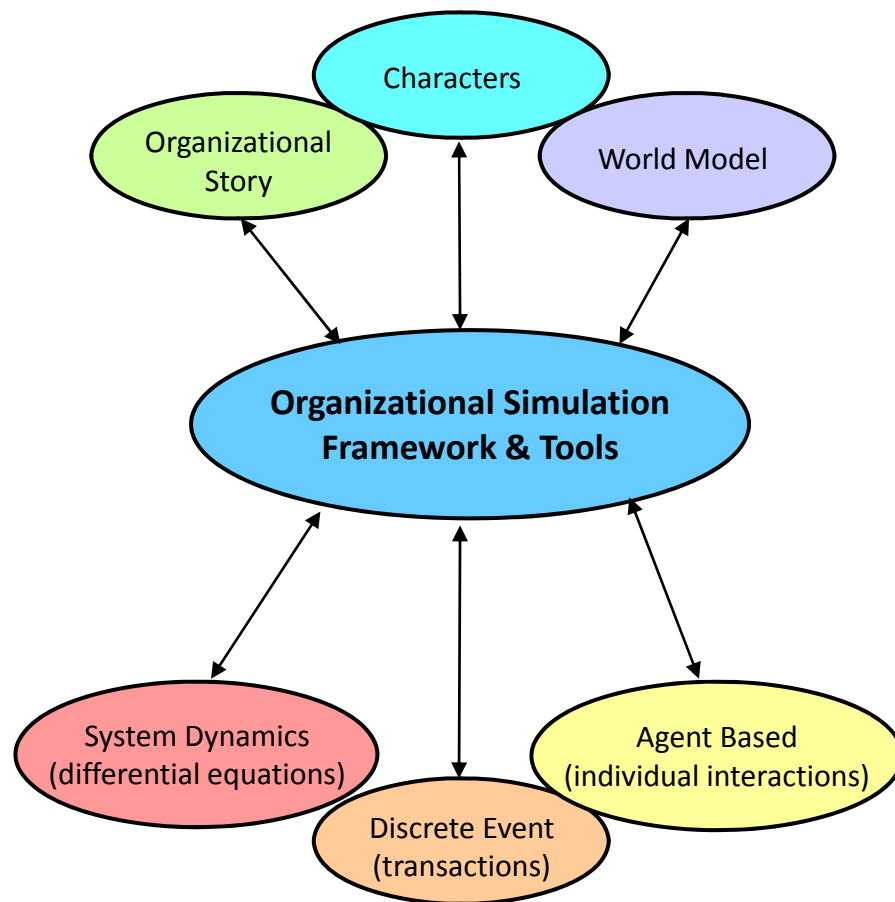 Characters
Organizational
Story
World Model
Organizational Simulation
Framework & Tools
System Dynamics
(differential equations)
Agent Based
(individual interactions)
Discrete Event
(transactions)